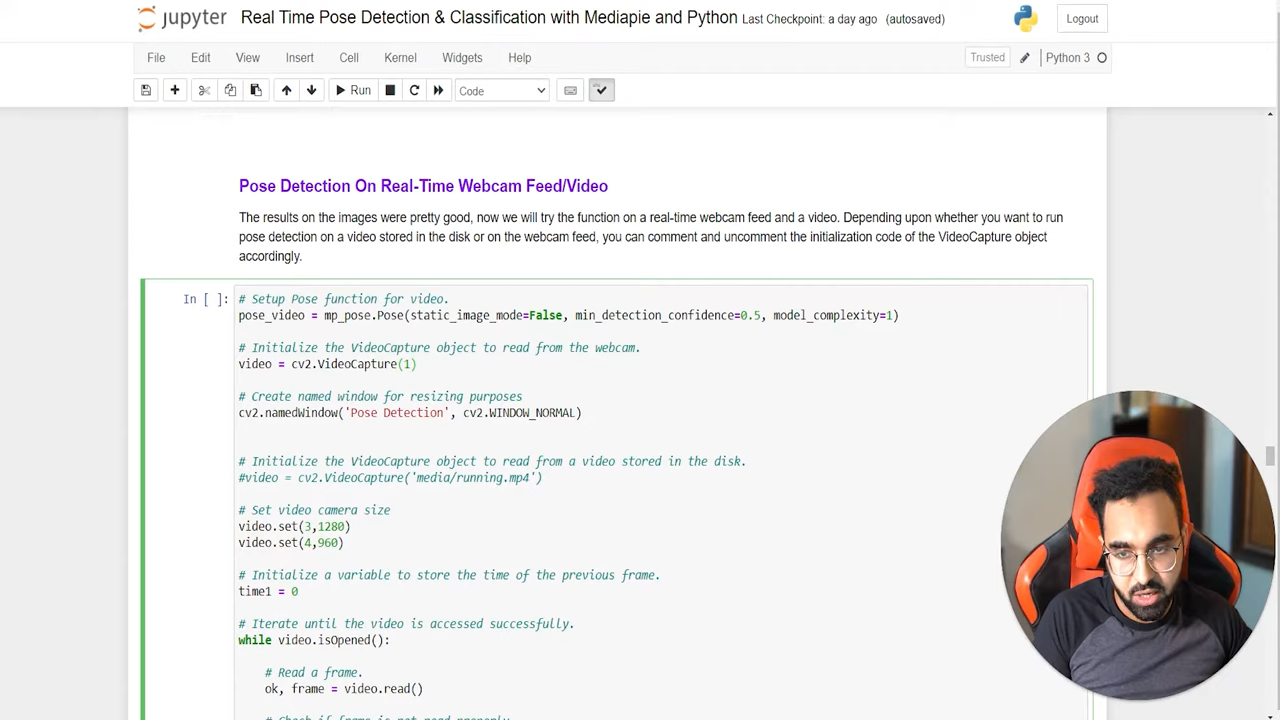 jupyter Real Time Pose Detection & Classification with Mediapie and Python Last Checkpoint: a day ago (autosaved) Logout
File Edit View Insert Cell Kernel Widgets Help Trusted Python 3
Run Code
Pose Detection On Real-Time Webcam Feed/Video
The results on the images were pretty good, now we will try the function on a real-time webcam feed and a video. Depending upon whether you want to run
pose detection on a video stored in the disk or on the webcam feed, you can comment and uncomment the initialization code of the VideoCapture object
accordingly.
In [ ]: # Setup Pose function for video.
pose_video = mp_pose.Pose(static_image_mode=False, min_detection_confidence=0.5, model_complexity=1)
# Initialize the VideoCapture object to read from the webcam.
video = cv2.VideoCapture(1)
# Create named window for resizing purposes
cv2.namedWindow('Pose Detection', cv2.WINDOW_NORMAL)
# Initialize the VideoCapture object to read from a video stored in the disk.
#video = cv2.VideoCapture('media/running.mp4')
# Set video camera size
video.set(3,1280)
video.set(4,960)
# Initialize a variable to store the time of the previous frame.
time1 = 0
# Iterate until the video is accessed successfully.
while video.isOpened():
# Read a frame.
ok, frame = video.read()
# Check if frame is not read properly.